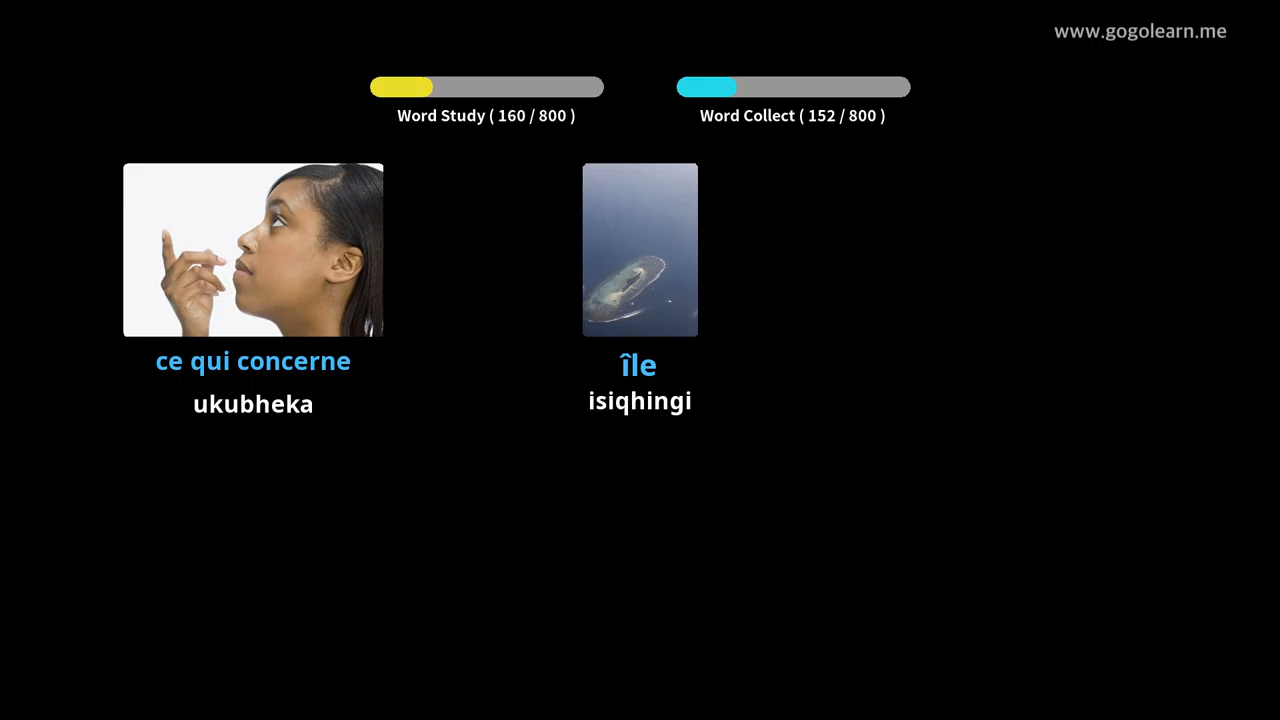 www.gogolearn.me
Word Study ( 160 / 800 )
Word Collect ( 152 / 800 )
ce qui concerne
ukubheka
île
isiqhingi